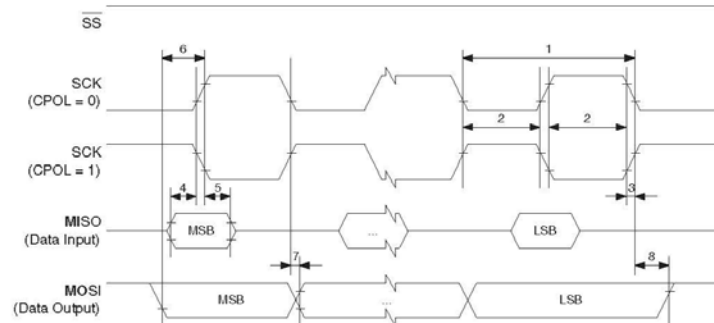 SS
6
1
SCK
(CPOL = 0)
2
2
SCK
(CPOL = 1)
4
5
3
MISO
(Data Input)
MSB
...
LSB
7
8
MOSI
(Data Output)
MSB
...
LSB